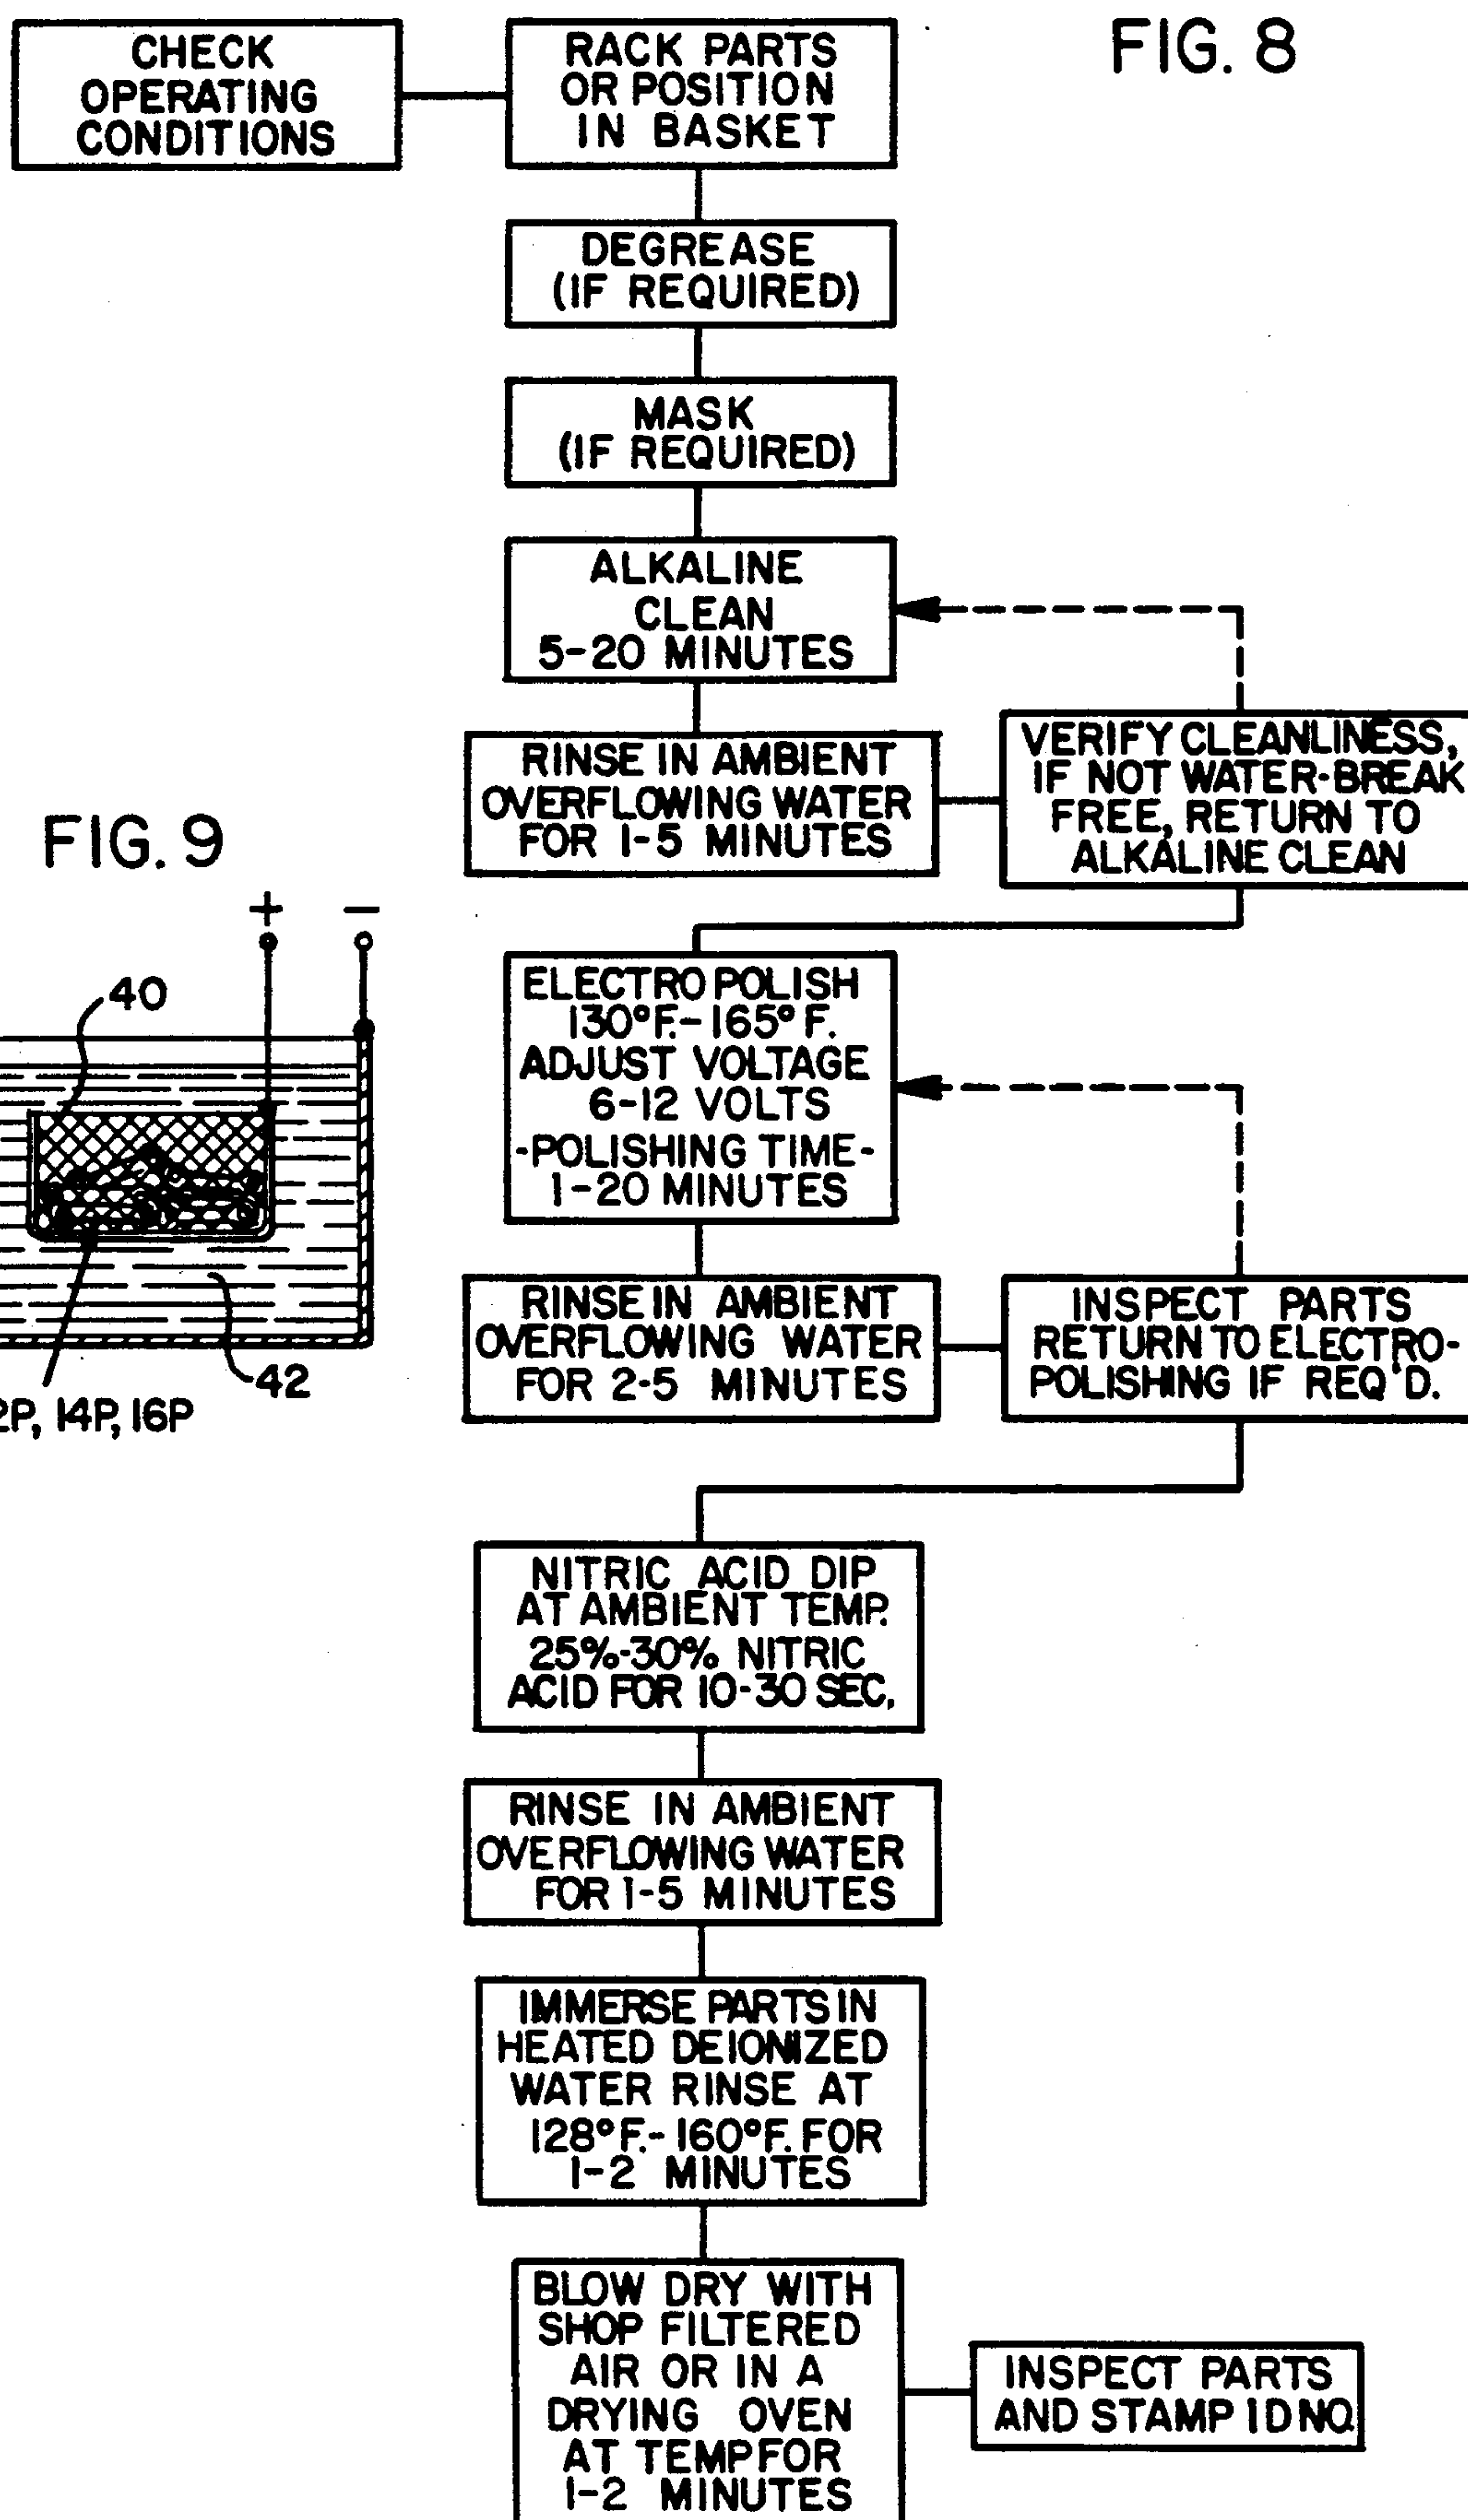 FIG. 8
CHECK
OPERATING
CONDITIONS
RACK PARTS
OR POSITION
IN BASKET
DEGREASE
(IF REQUIRED)
MASK
(IF REQUIRED)
ALKALINE
CLEAN
5-20 MINUTES
RINSE IN AMBIENT
OVERFLOWING WATER
FOR 1-5 MINUTES
VERIFY CLEANLINESS,
IF NOT WATER-BREAK
FREE, RETURN TO
ALKALINE CLEAN
ELECTRO POLISH
130°F.-165°F.
ADJUST VOLTAGE
6-12 VOLTS
-POLISHING TIME-
1-20 MINUTES
RINSE IN AMBIENT
OVERFLOWING WATER
FOR 2-5 MINUTES
INSPECT PARTS
RETURN TO ELECTRO-
POLISHING IF REQ'D.
NITRIC ACID DIP
AT AMBIENT TEMP.
25%-30% NITRIC
ACID FOR 10-30 SEC.
RINSE IN AMBIENT
OVERFLOWING WATER
FOR 1-5 MINUTES
IMMERSE PARTS IN
HEATED DEIONIZED
WATER RINSE AT
128°F.-160°F. FOR
1-2 MINUTES
BLOW DRY WITH
SHOP FILTERED
AIR OR IN A
DRYING OVEN
AT TEMP FOR
1-2 MINUTES
INSPECT PARTS
AND STAMP ID NO.
FIG. 9
+ −
40
42
2P, 14P, 16P